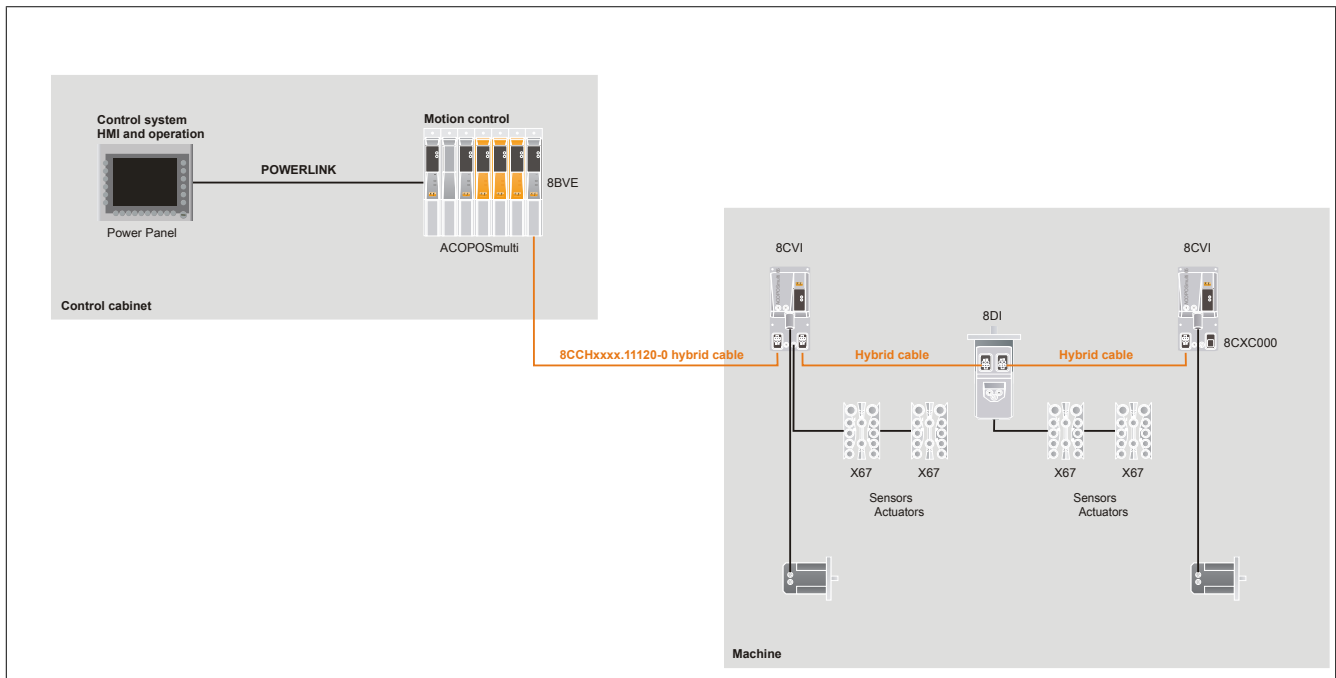 Control system
HMI and operation
Motion control
POWERLINK
8BVE
Power Panel
ACOPOSmulti
Control cabinet
8CVI
8CVI
8DI
8CXC000
8CCHxxxx.11120-0 hybrid cable
Hybrid cable
Hybrid cable
X67
X67
X67
X67
Sensors
Actuators
Sensors
Actuators
Machine